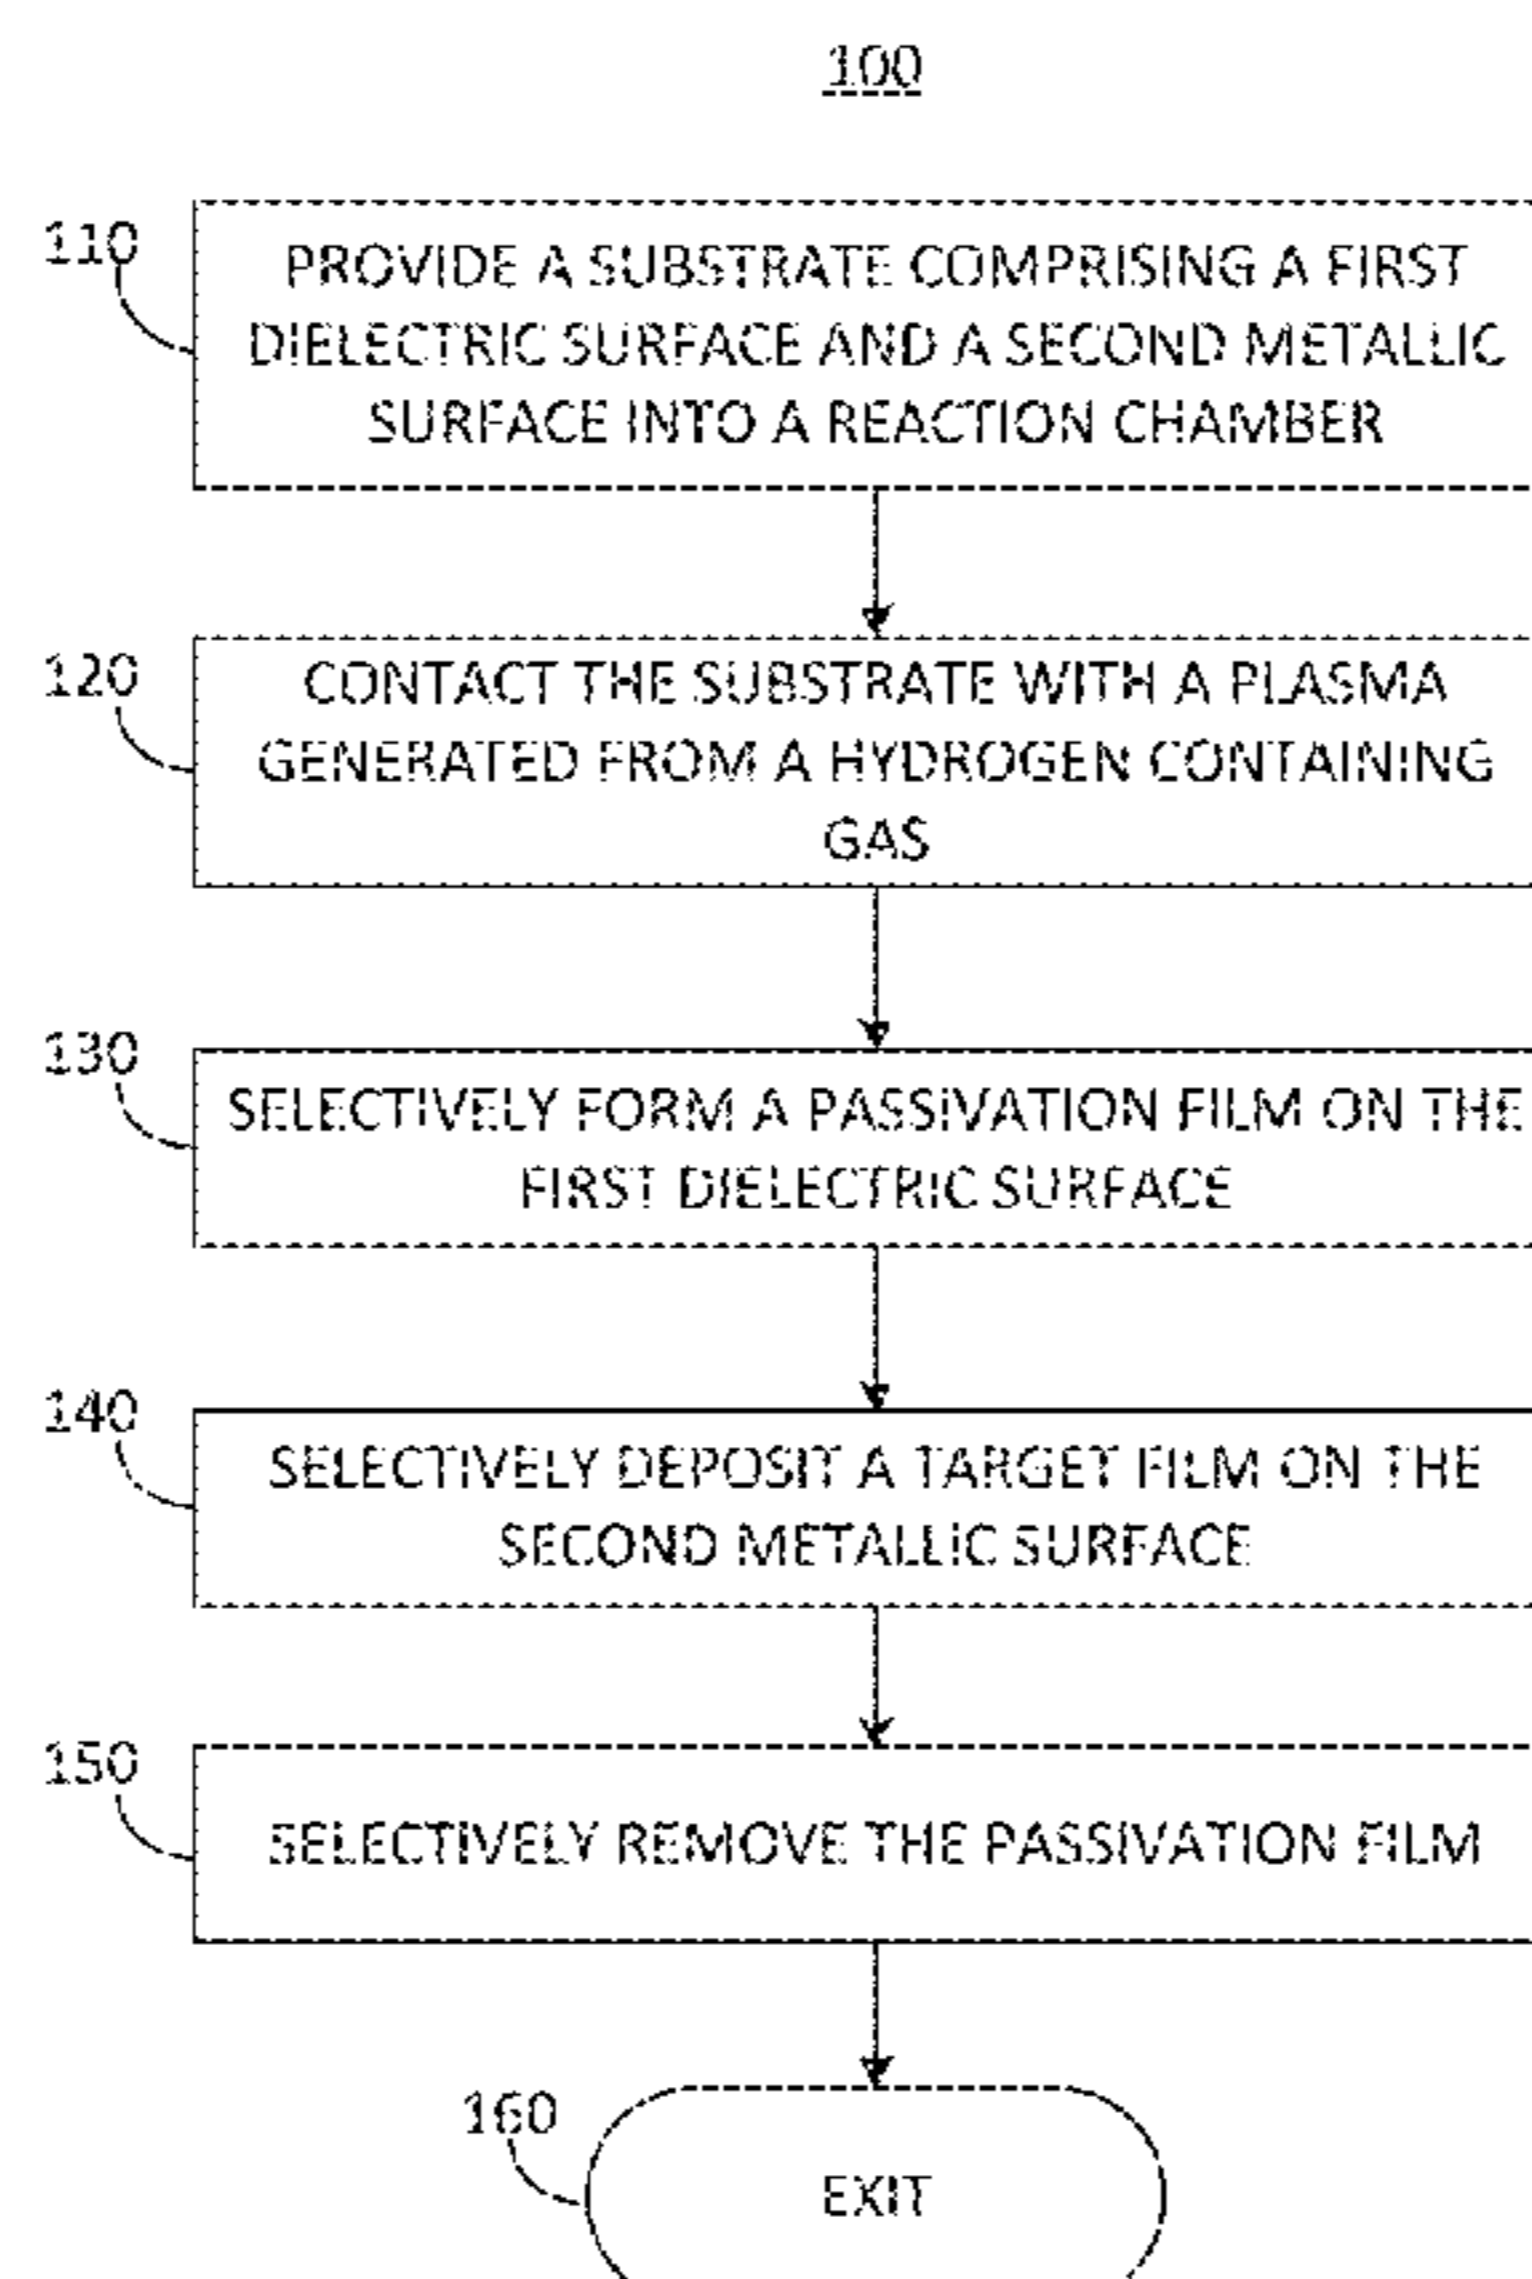 100
110
PROVIDE A SUBSTRATE COMPRISING A FIRST
DIELECTRIC SURFACE AND A SECOND METALLIC
SURFACE INTO A REACTION CHAMBER
120
CONTACT THE SUBSTRATE WITH A PLASMA
GENERATED FROM A HYDROGEN CONTAINING
GAS
130
SELECTIVELY FORM A PASSIVATION FILM ON THE
FIRST DIELECTRIC SURFACE
140
SELECTIVELY DEPOSIT A TARGET FILM ON THE
SECOND METALLIC SURFACE
150
SELECTIVELY REMOVE THE PASSIVATION FILM
160
EXIT